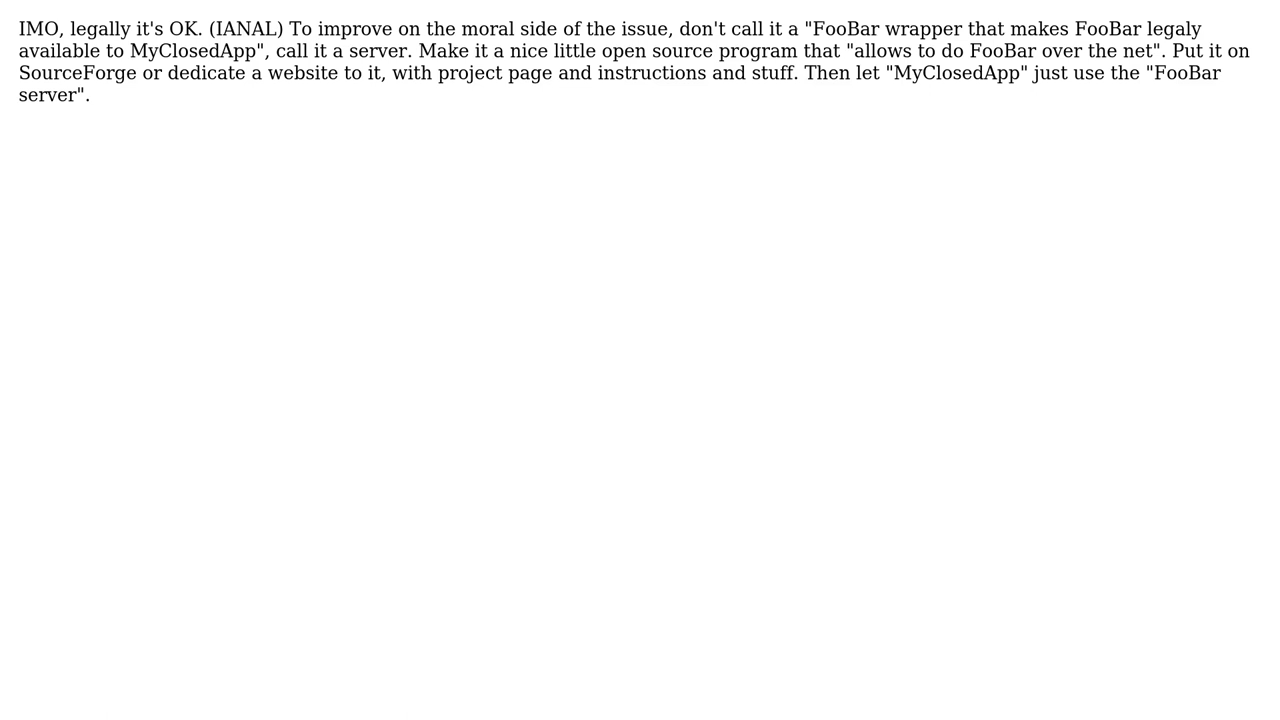 IMO, legally it's OK. (IANAL) To improve on the moral side of the issue, don't call it a "FooBar wrapper that makes FooBar legaly
available to MyClosedApp", call it a server. Make it a nice little open source program that "allows to do FooBar over the net". Put it on
SourceForge or dedicate a website to it, with project page and instructions and stuff. Then let "MyClosedApp" just use the "FooBar
server".